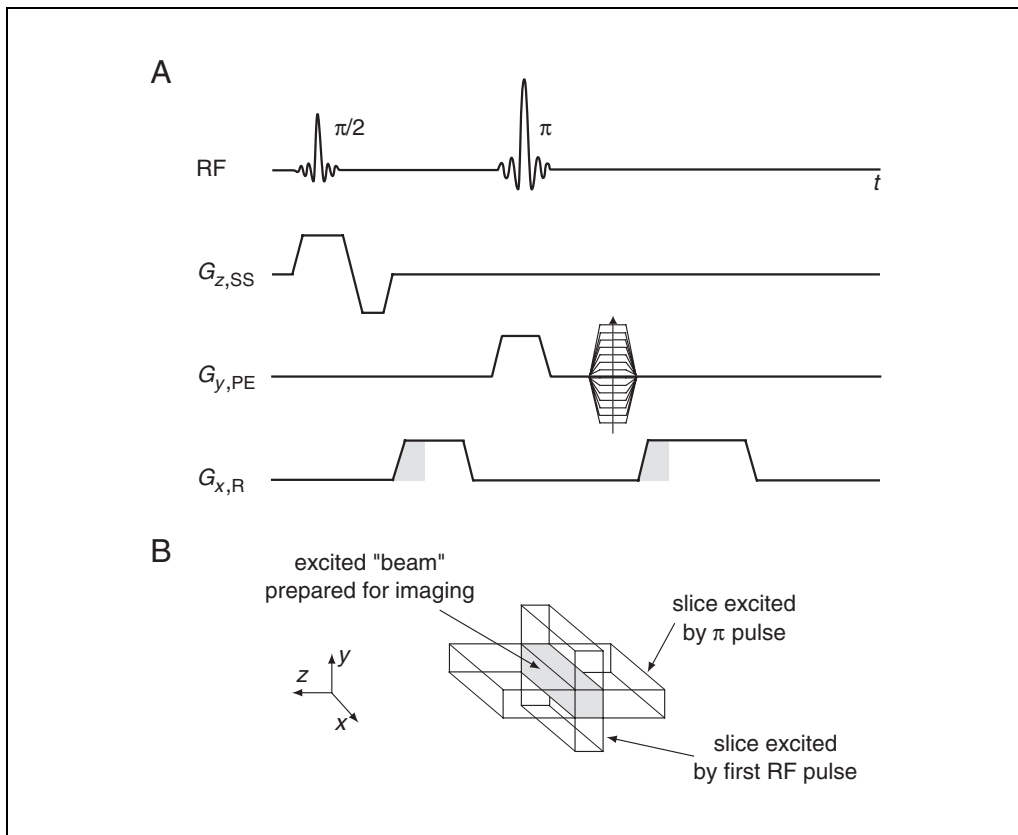 A
π/2
π
RF
t
Gz,SS
Gy,PE
Gx,R
B
excited "beam"
prepared for imaging
slice excited
by π pulse
y
z
x
slice excited
by first RF pulse